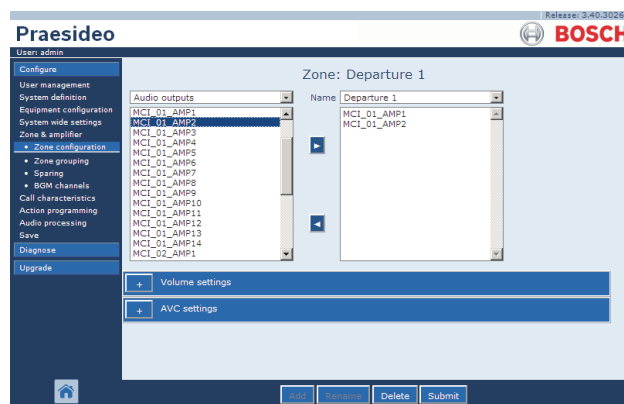 Release: 3.40.3026
Praesideo
BOSCH
User: admin
Configure
User management
System definition
Equipment configuration
System wide settings
Zone & amplifier
• Zone configuration
• Zone grouping
• Sparing
• BGM channels
Call characteristics
Action programming
Audio processing
Save
Diagnose
Upgrade
Zone: Departure 1
Audio outputs
MCI_01_AMP1
MCI_01_AMP2
MCI_01_AMP3
MCI_01_AMP4
MCI_01_AMP5
MCI_01_AMP6
MCI_01_AMP7
MCI_01_AMP8
MCI_01_AMP9
MCI_01_AMP10
MCI_01_AMP11
MCI_01_AMP12
MCI_01_AMP13
MCI_01_AMP14
MCI_02_AMP1
Name Departure 1
MCI_01_AMP1
MCI_01_AMP2
+ Volume settings
+ AVC settings
Add Rename Delete Submit